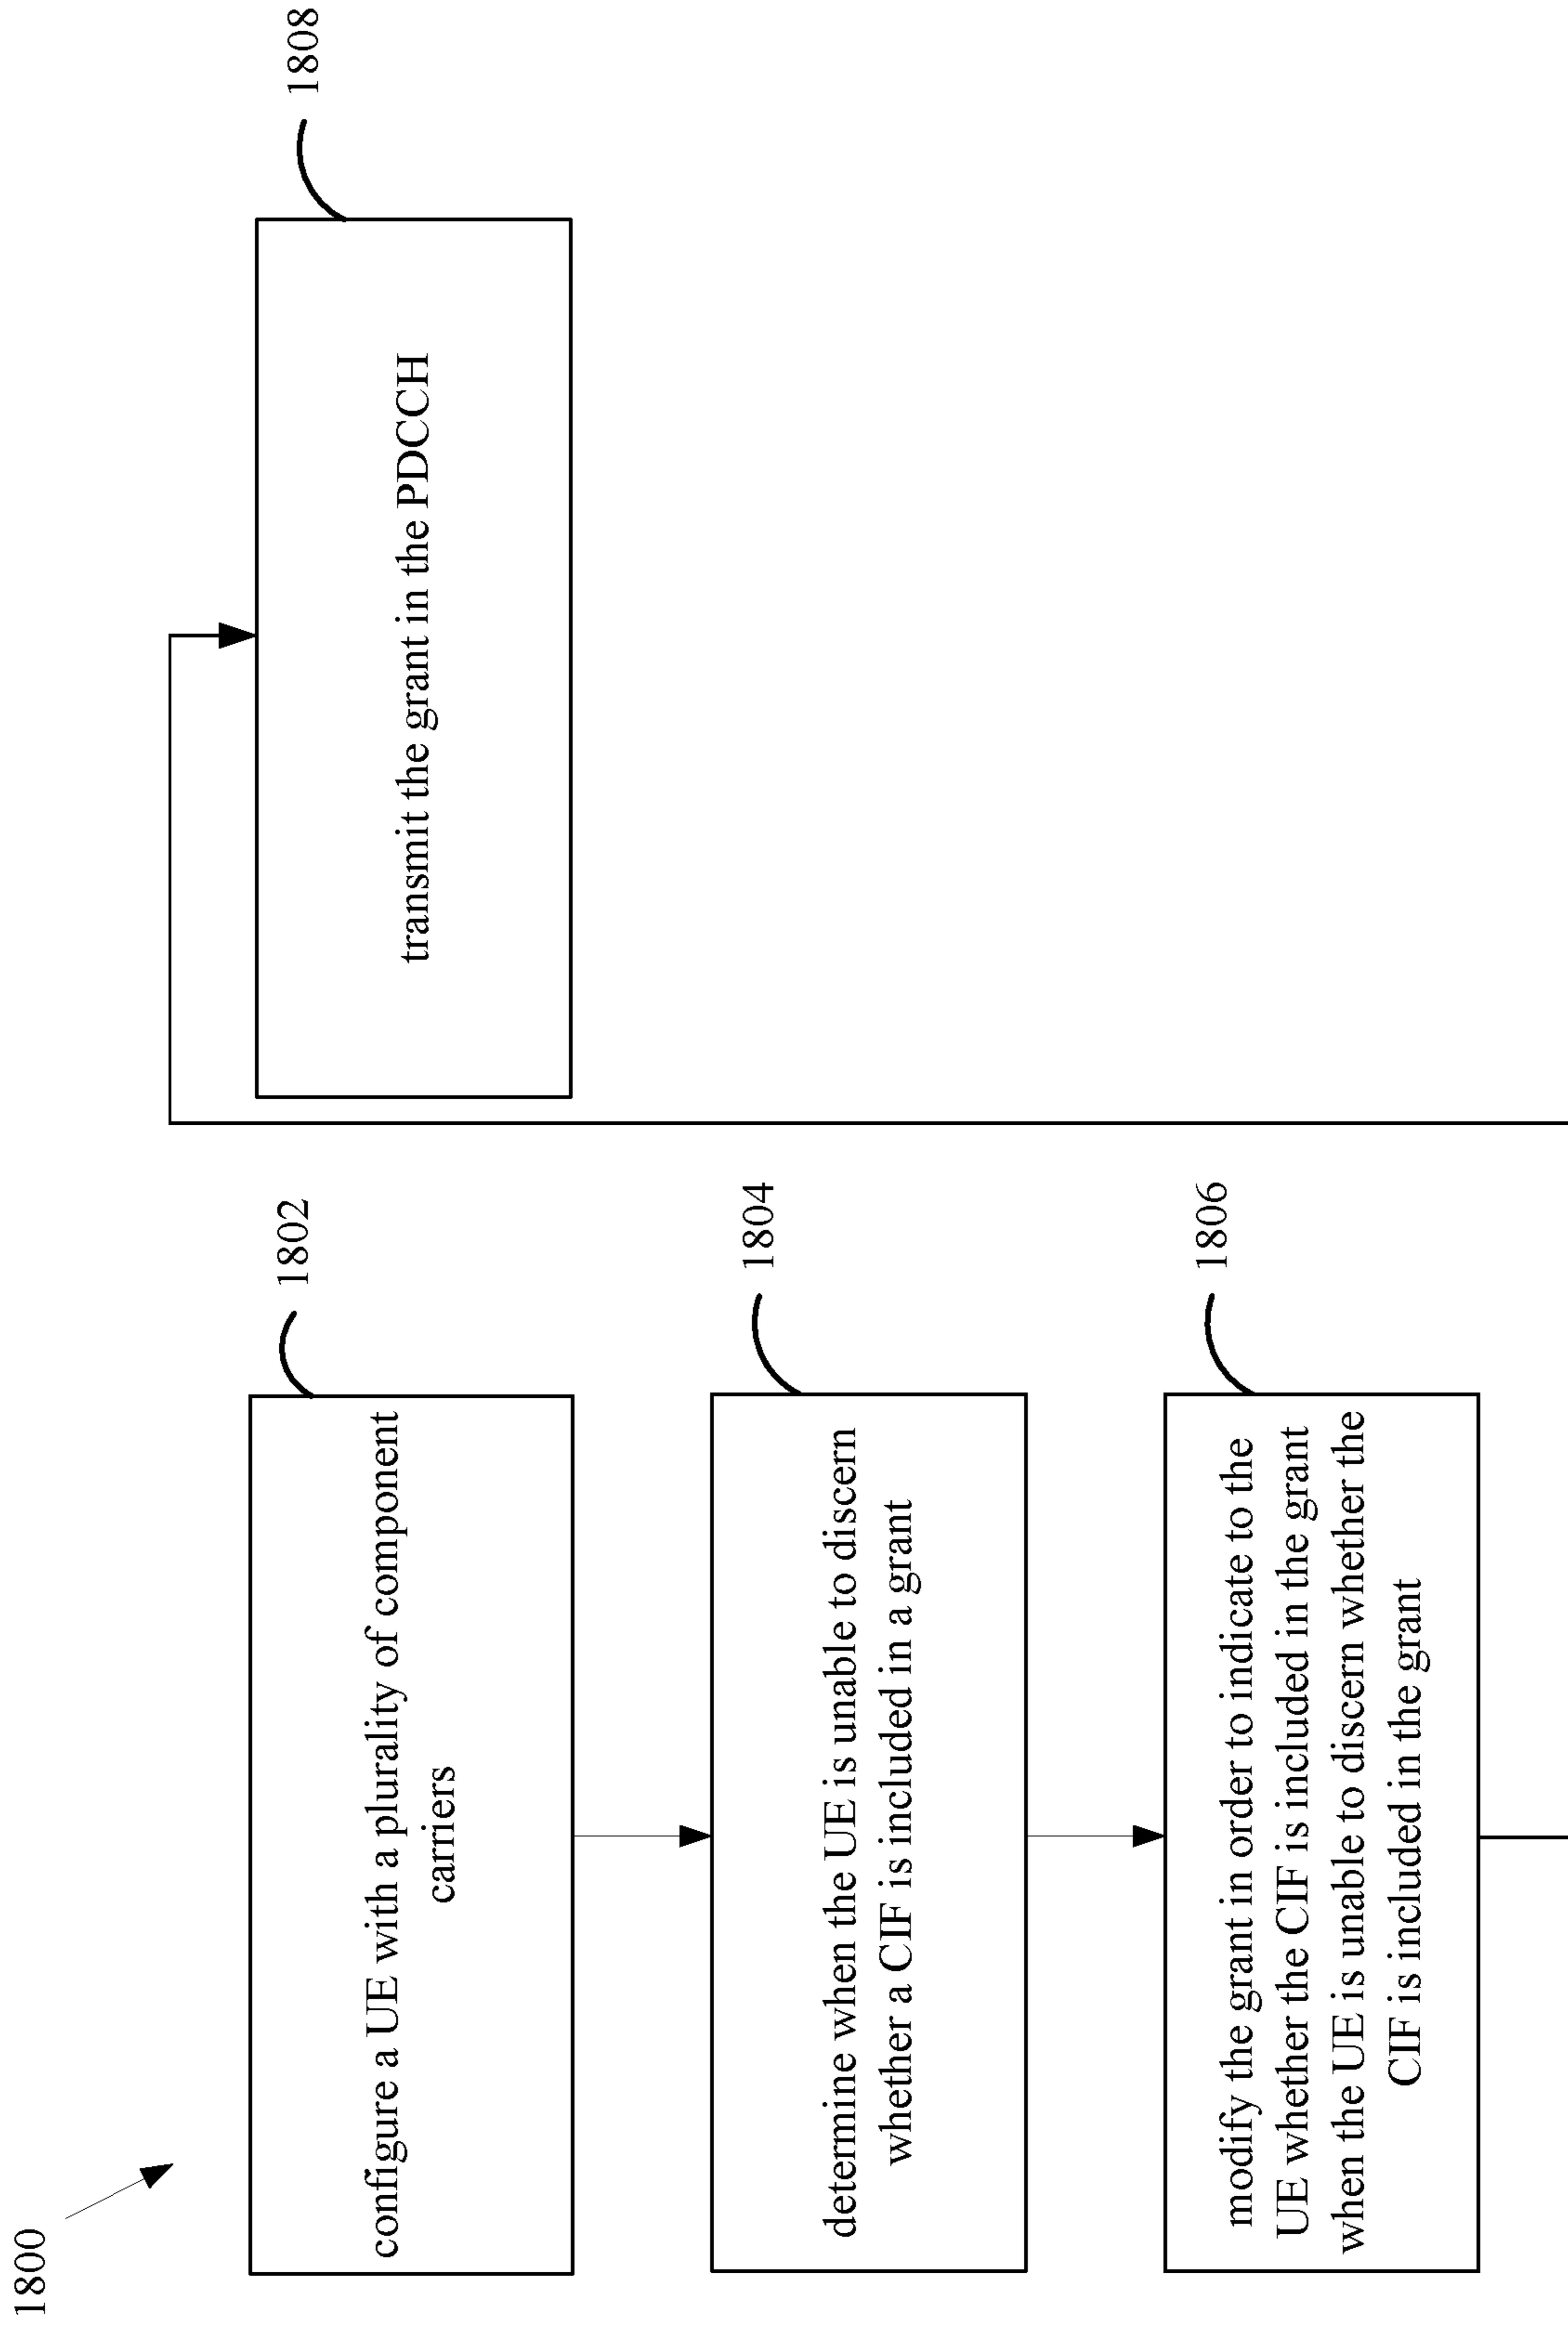 1800
1802
configure a UE with a plurality of component
carriers
1804
determine when the UE is unable to discern
whether a CIF is included in a grant
1806
modify the grant in order to indicate to the
UE whether the CIF is included in the grant
when the UE is unable to discern whether the
CIF is included in the grant
1808
transmit the grant in the PDCCH